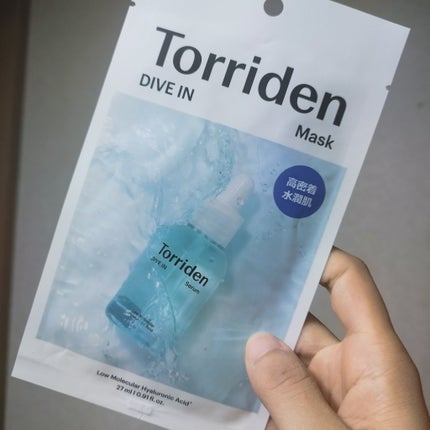 Torriden
DIVE IN
Mask
高密着
水潤肌
Torriden
DIVE IN
Serum
Low Molecular Hyaluronic Acid+
27 ml l 0.91 fl. oz.